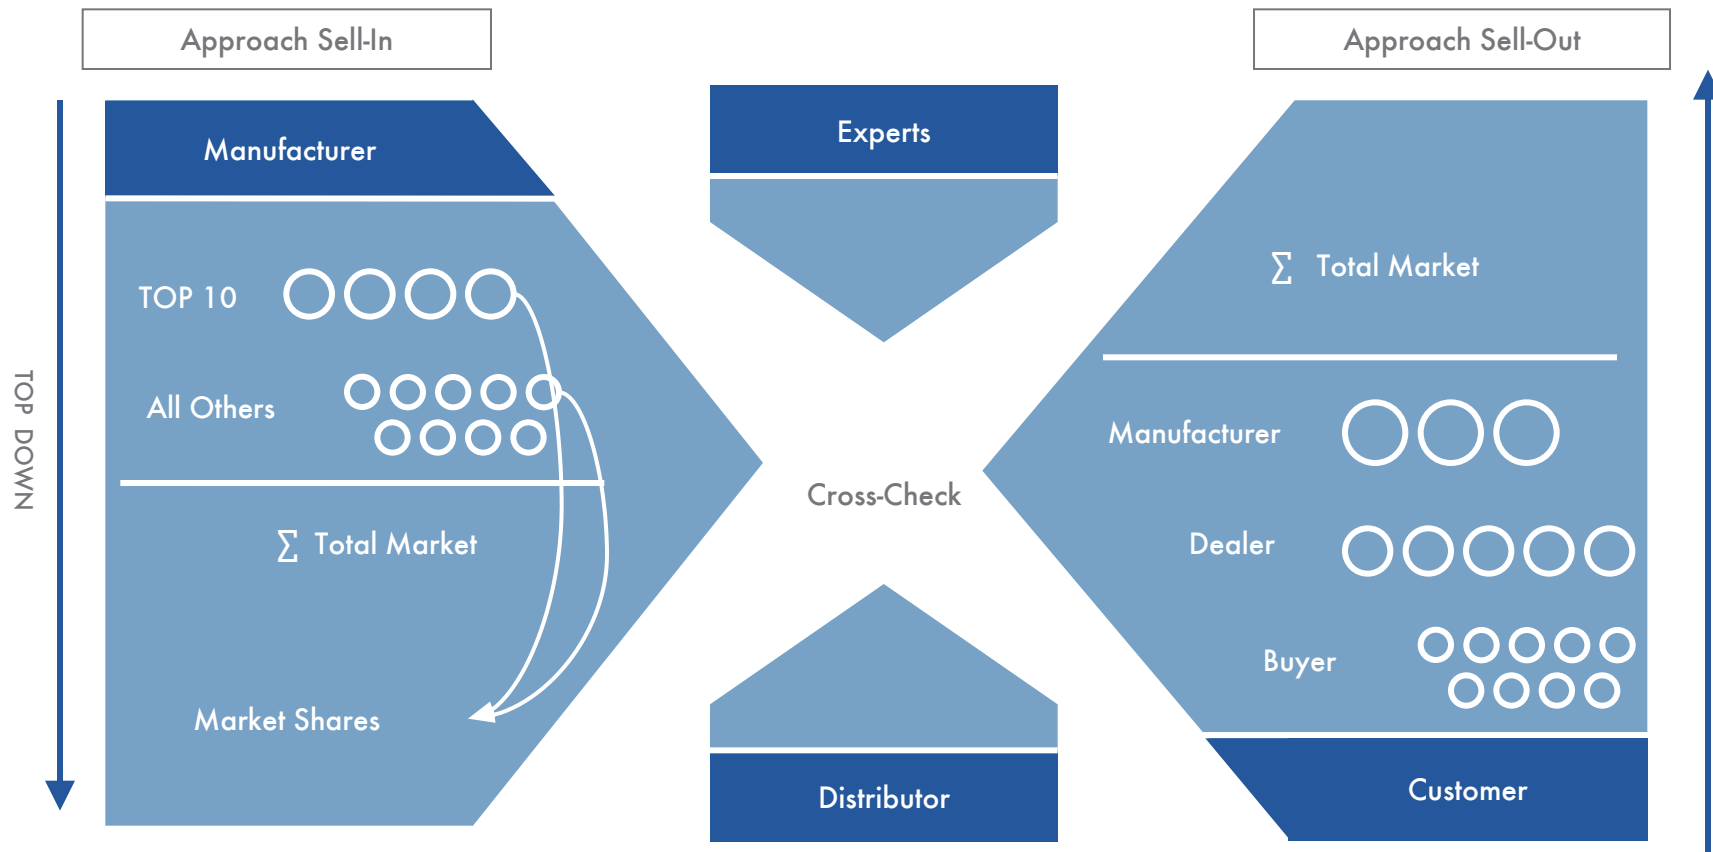 Approach Sell-In
Approach Sell-Out
TOP DOWN
Manufacturer
TOP 10
All Others
∑ Total Market
Market Shares
Experts
Cross-Check
Distributor
∑ Total Market
Manufacturer
Dealer
Buyer
Customer